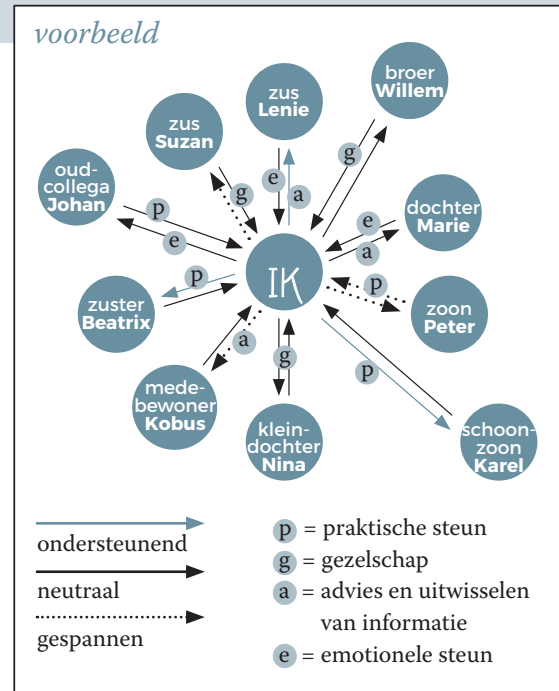 voorbeeld
broer
Willem
zus
Lenie
zus
Suzan
oud-
collega
Johan
dochter
Marie
zuster
Beatrix
zoon
Peter
mede-
bewoner
Kobus
klein-
dochter
Nina
schoon-
zoon
Karel
IK
g
e
a
g
p
e
e
a
p
p
a
g
p
ondersteunend
neutraal
gespannen
p = praktische steun
g = gezelschap
a = advies en uitwisselen
van informatie
e = emotionele steun